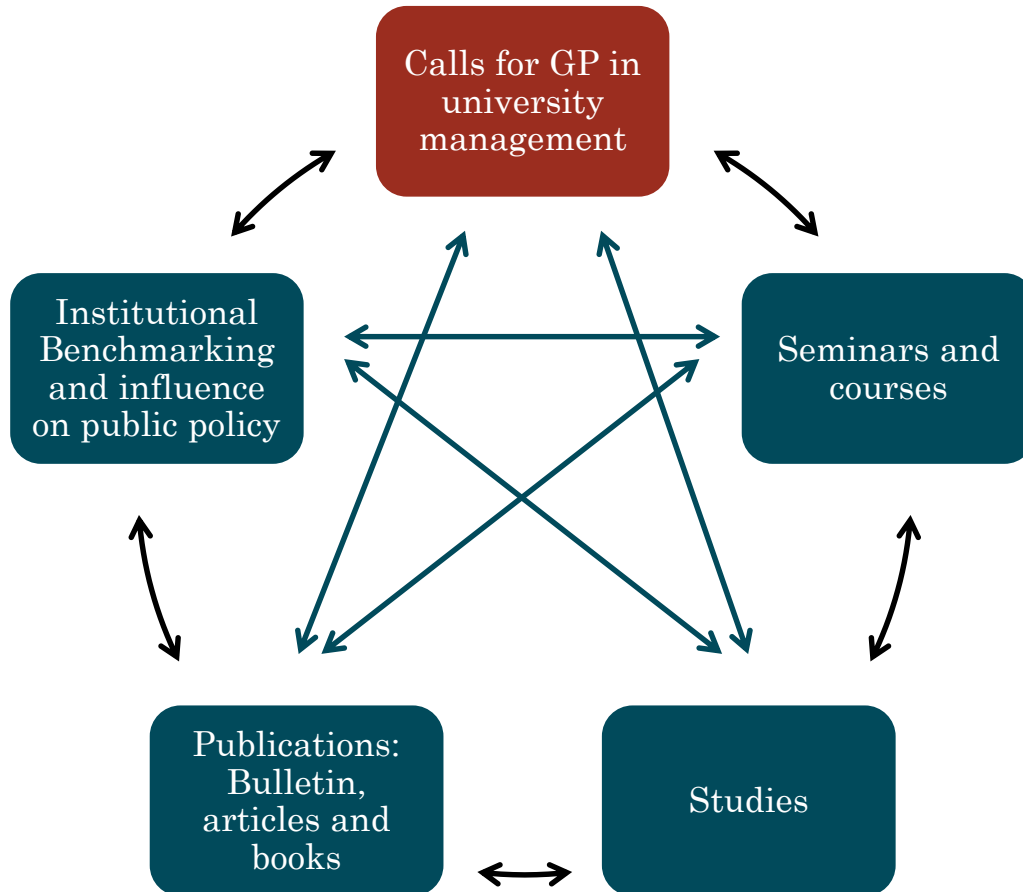 Calls for GP in
university
management
Institutional
Benchmarking
and influence
on public policy
Seminars and
courses
Publications:
Bulletin,
articles and
books
Studies